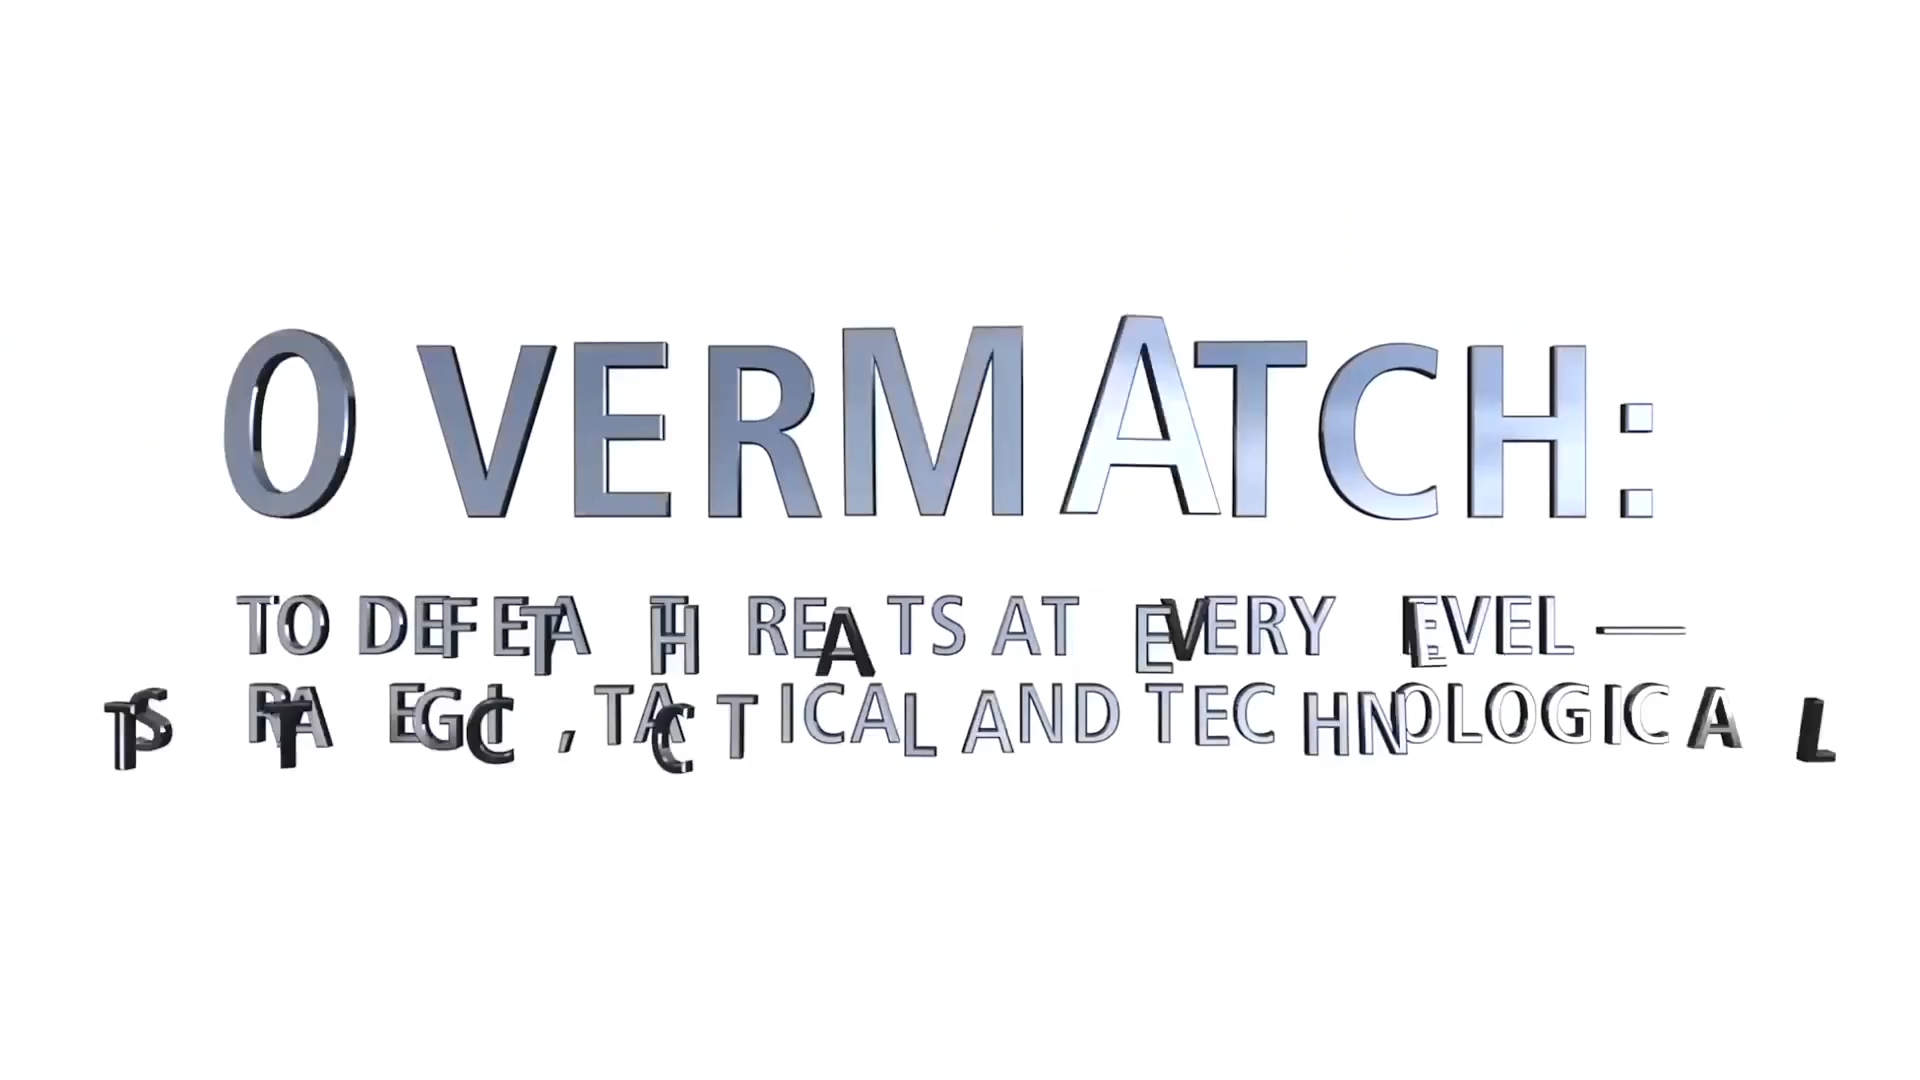 OVERMATCH:
TO DEFEAT THREATS AT EVERY LEVEL —
STRATEGIC, TACTICAL AND TECHNOLOGICAL